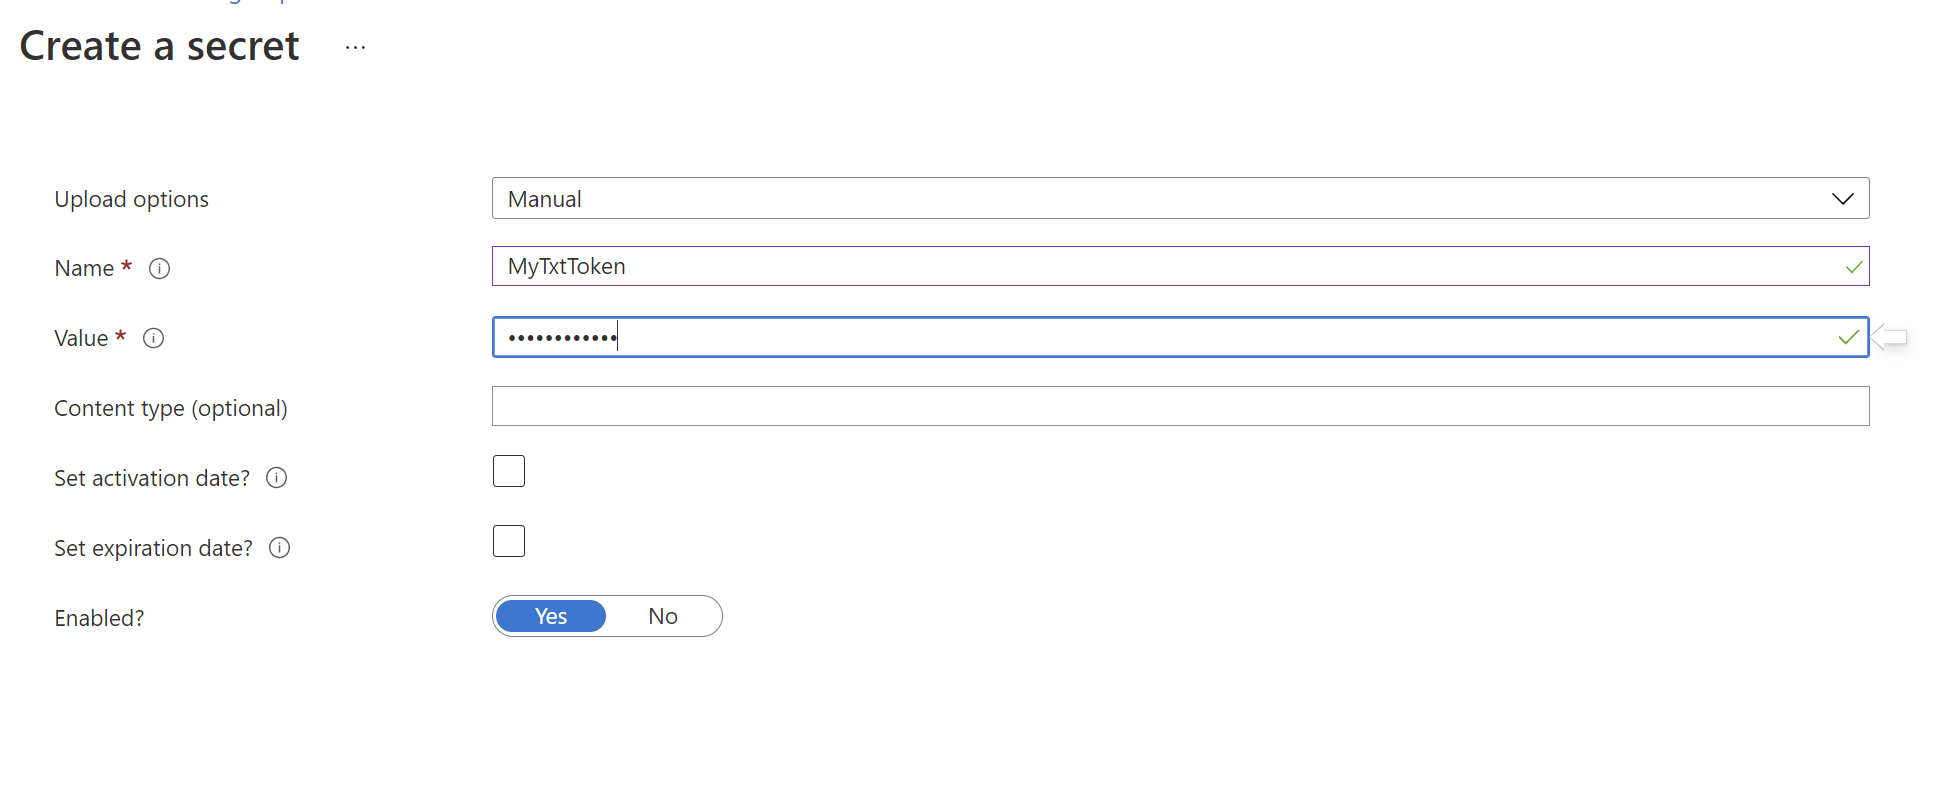 Create a secret ...
Upload options Manual
Name * MyTxtToken
Value * ••••••••••••
Content type (optional)
Set activation date?
Set expiration date?
Enabled? Yes No